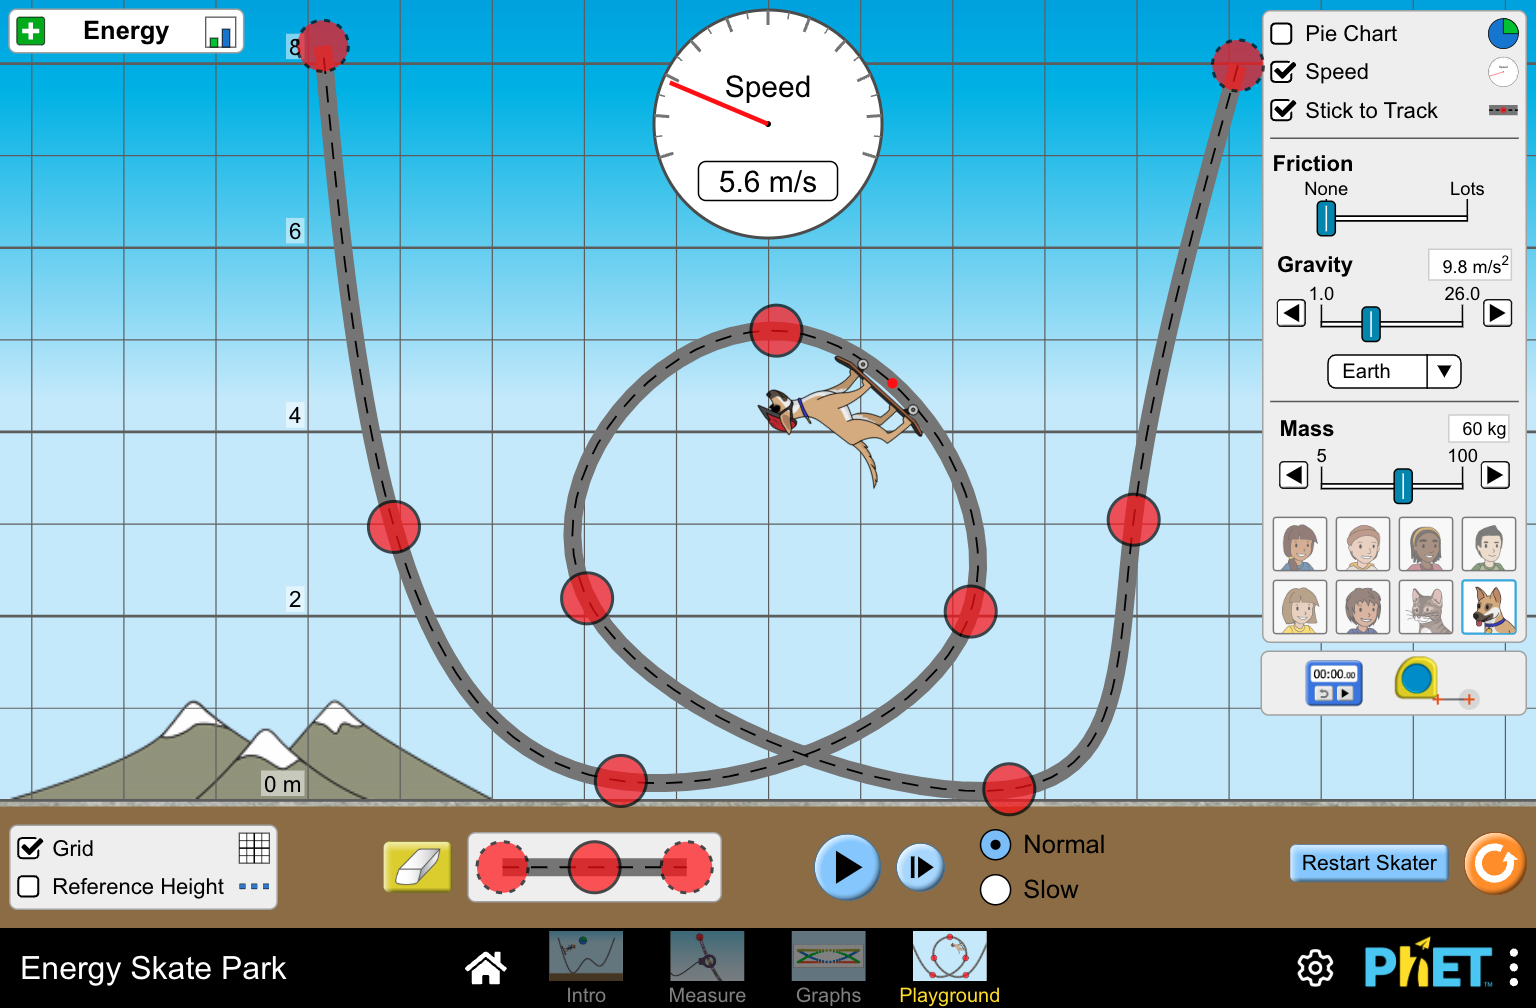 Energy
8
6
4
2
0 m
Speed
5.6 m/s
Pie Chart
Speed
Speed
Stick to Track
Friction
None
Lots
Gravity
9.8 m/s²
1.0
26.0
Earth
Mass
60 kg
5
100
00:00.00
Grid
Reference Height
Normal
Slow
Restart Skater
Energy Skate Park
Intro
Measure
Graphs
Playground
PhET